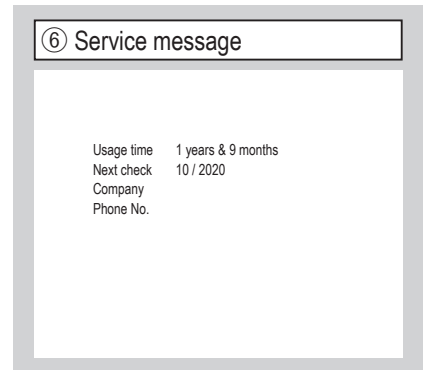 ⑥ Service message
Usage time 1 years & 9 months
Next check 10 / 2020
Company
Phone No.